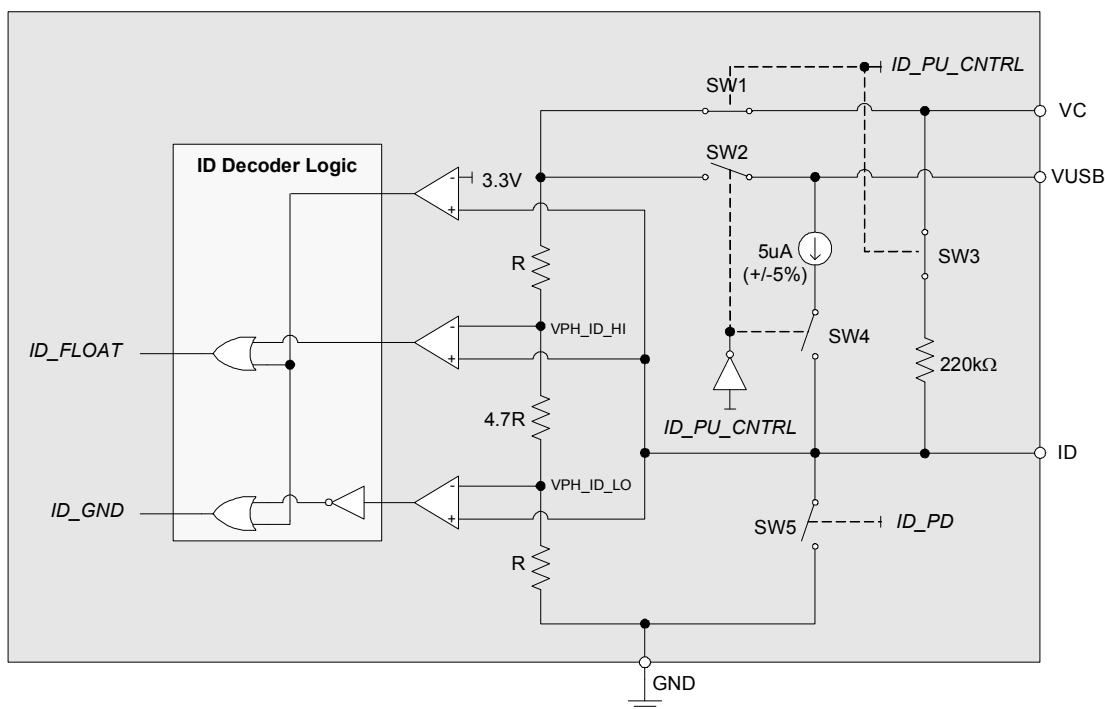 ID_PU_CNTRL
SW1
VC
ID Decoder Logic
SW2
3.3V
VUSB
-
+
R
5uA
(+/-5%)
SW3
ID_FLOAT
-
VPH_ID_HI
+
SW4
220kΩ
4.7R
ID_PU_CNTRL
ID
-
VPH_ID_LO
+
ID_GND
SW5
ID_PD
R
GND